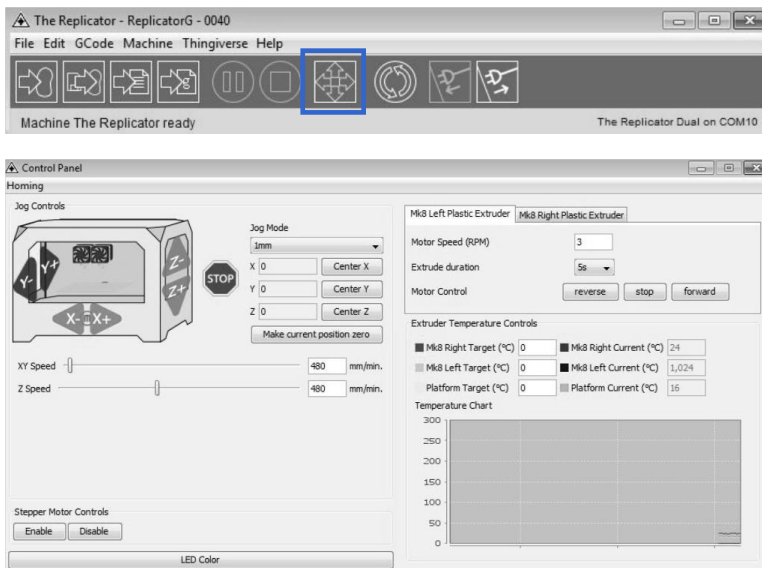 The Replicator - ReplicatorG - 0040
File Edit GCode Machine Thingiverse Help
Machine The Replicator ready
The Replicator Dual on COM10
Control Panel
Homing
Jog Controls
Y- Y+ Z- Z+ X- X+
STOP
Jog Mode
1mm
X 0 Center X
Y 0 Center Y
Z 0 Center Z
Make current position zero
XY Speed 480 mm/min.
Z Speed 480 mm/min.
Stepper Motor Controls
Enable Disable
LED Color
Mk8 Left Plastic Extruder Mk8 Right Plastic Extruder
Motor Speed (RPM) 3
Extrude duration 5s
Motor Control reverse stop forward
Extruder Temperature Controls
Mk8 Right Target (°C) 0 Mk8 Right Current (°C) 24
Mk8 Left Target (°C) 0 Mk8 Left Current (°C) 1,024
Platform Target (°C) 0 Platform Current (°C) 16
Temperature Chart
300
250
200
150
100
50
0